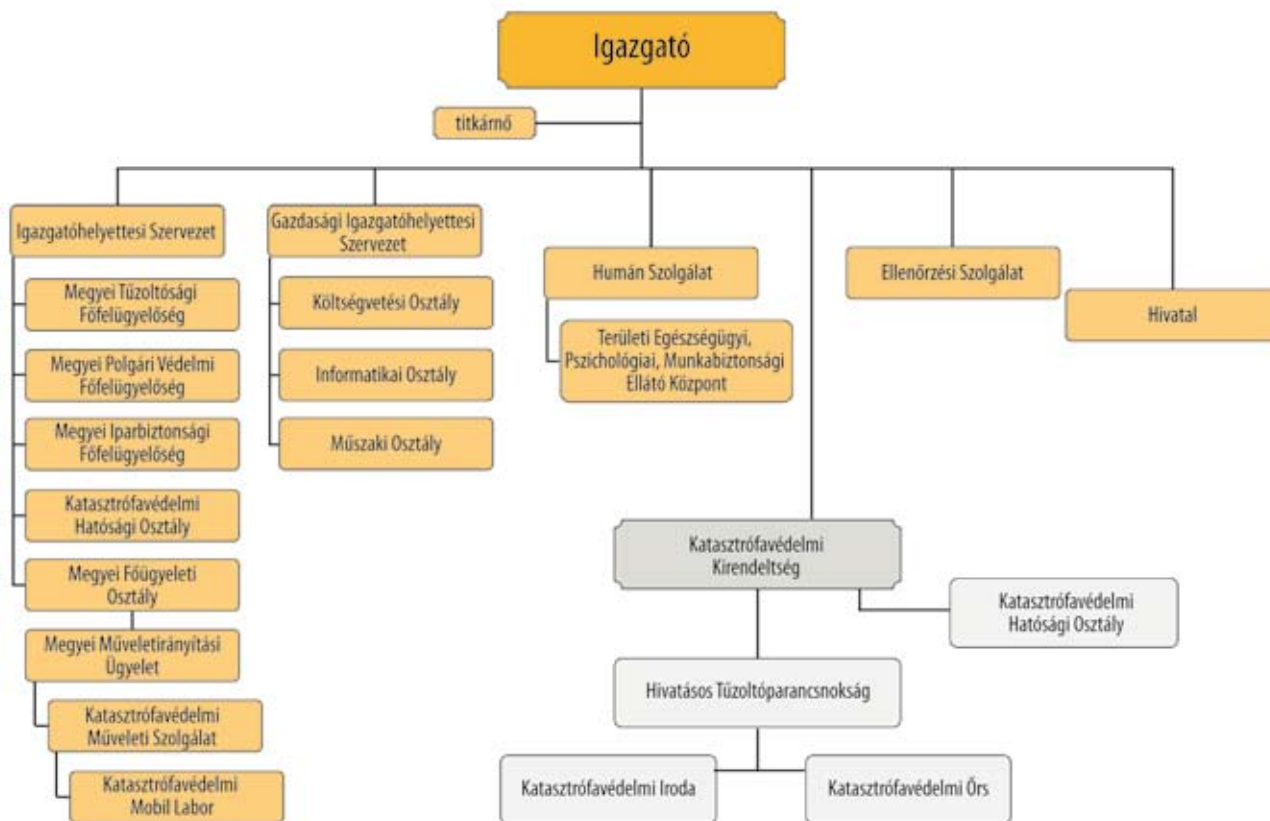 Igazgató
titkárnő
Igazgatóhelyettesi Szervezet
Megyei Tűzoltósági
Főfelügyelőség
Megyei Polgári Védelmi
Főfelügyelőség
Megyei Iparbiztonsági
Főfelügyelőség
Katasztrófavédelmi
Hatósági Osztály
Megyei Főügyeleti
Osztály
Megyei Műveletirányítási
Ügyelet
Katasztrófavédelmi
Műveleti Szolgálat
Katasztrófavédelmi
Mobil Labor
Gazdasági Igazgatóhelyettesi
Szervezet
Költségvetési Osztály
Informatikai Osztály
Műszaki Osztály
Humán Szolgálat
Területi Egészségügyi,
Pszichológiai, Munkabiztonsági
Ellátó Központ
Katasztrófavédelmi
Kirendeltség
Katasztrófavédelmi
Hatósági Osztály
Hivatásos Tűzoltóparancsnokság
Katasztrófavédelmi Iroda
Katasztrófavédelmi Őrs
Ellenőrzési Szolgálat
Hivatal